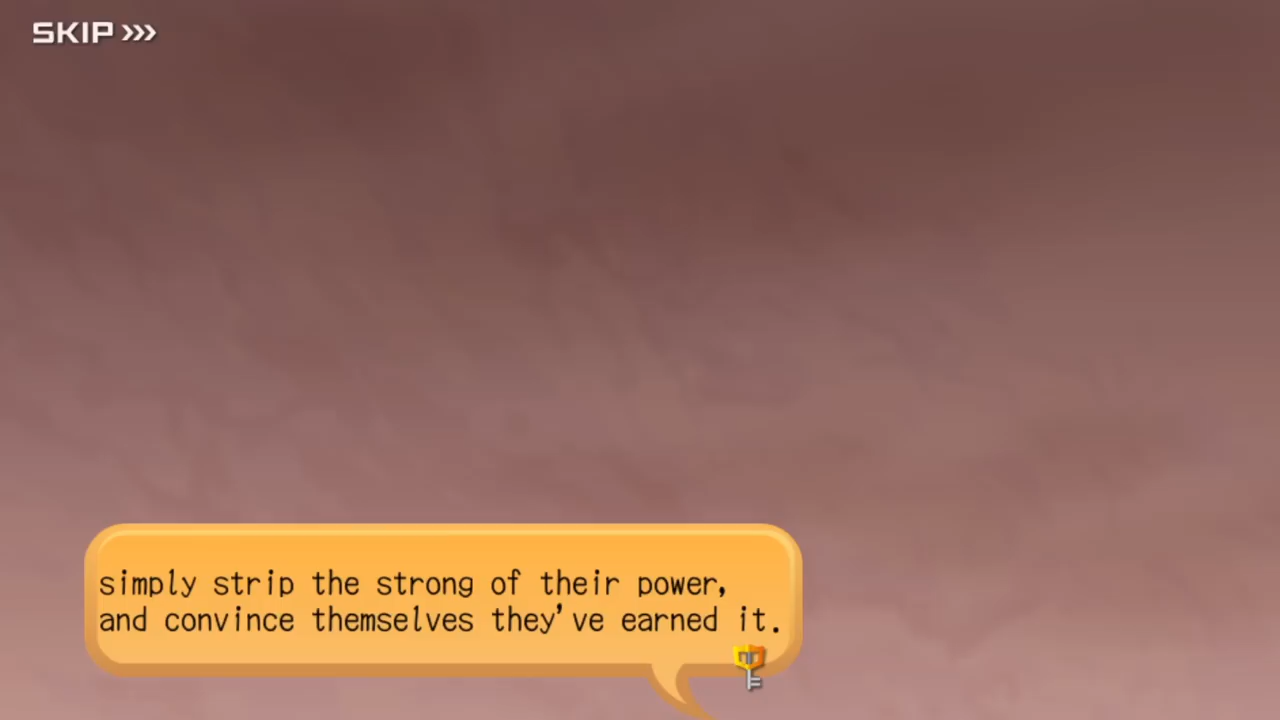 SKIP >>>
simply strip the strong of their power,
and convince themselves they've earned it.